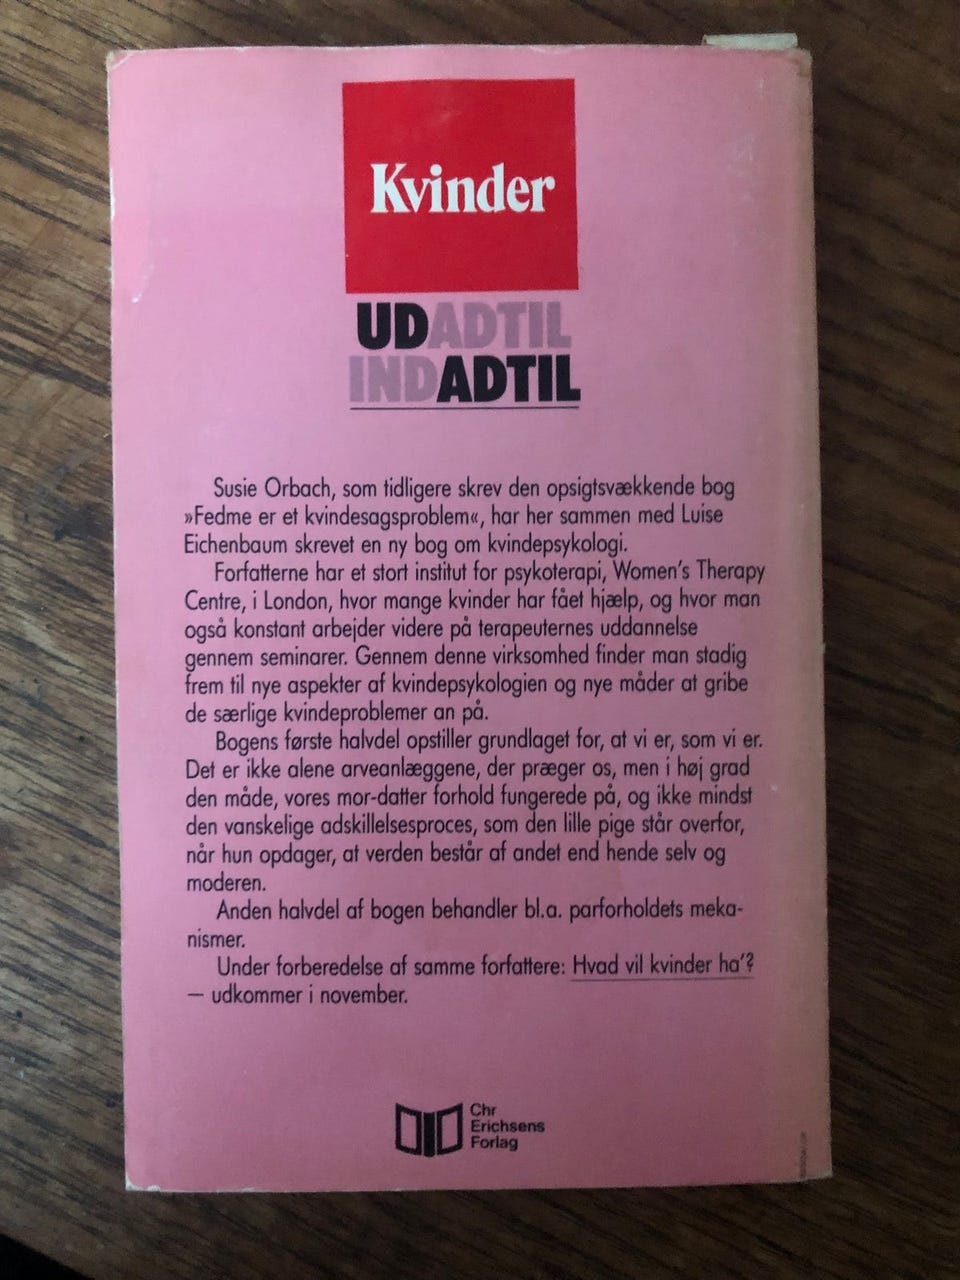 Kvinder
UDADTIL
INDADTIL
Susie Orbach, som tidligere skrev den opsigtsvækkende bog
»Fedme er et kvindesagsproblem«, har her sammen med Luise
Eichenbaum skrevet en ny bog om kvindepsykologi.
Forfatterne har et stort institut for psykoterapi, Women's Therapy
Centre, i London, hvor mange kvinder har fået hjælp, og hvor man
også konstant arbejder videre på terapeuternes uddannelse
gennem seminarer. Gennem denne virksomhed finder man stadig
frem til nye aspekter af kvindepsykologien og nye måder at gribe
de særlige kvindeproblemer an på.
Bogens første halvdel opstiller grundlaget for, at vi er, som vi er.
Det er ikke alene arveanlæggene, der præger os, men i høj grad
den måde, vores mor-datter forhold fungerede på, og ikke mindst
den vanskelige adskillelsesproces, som den lille pige står overfor,
når hun opdager, at verden består af andet end hende selv og
moderen.
Anden halvdel af bogen behandler bl.a. parforholdets meka-
nismer.
Under forberedelse af samme forfattere: Hvad vil kvinder ha'?
— udkommer i november.
Chr
Erichsens
Forlag